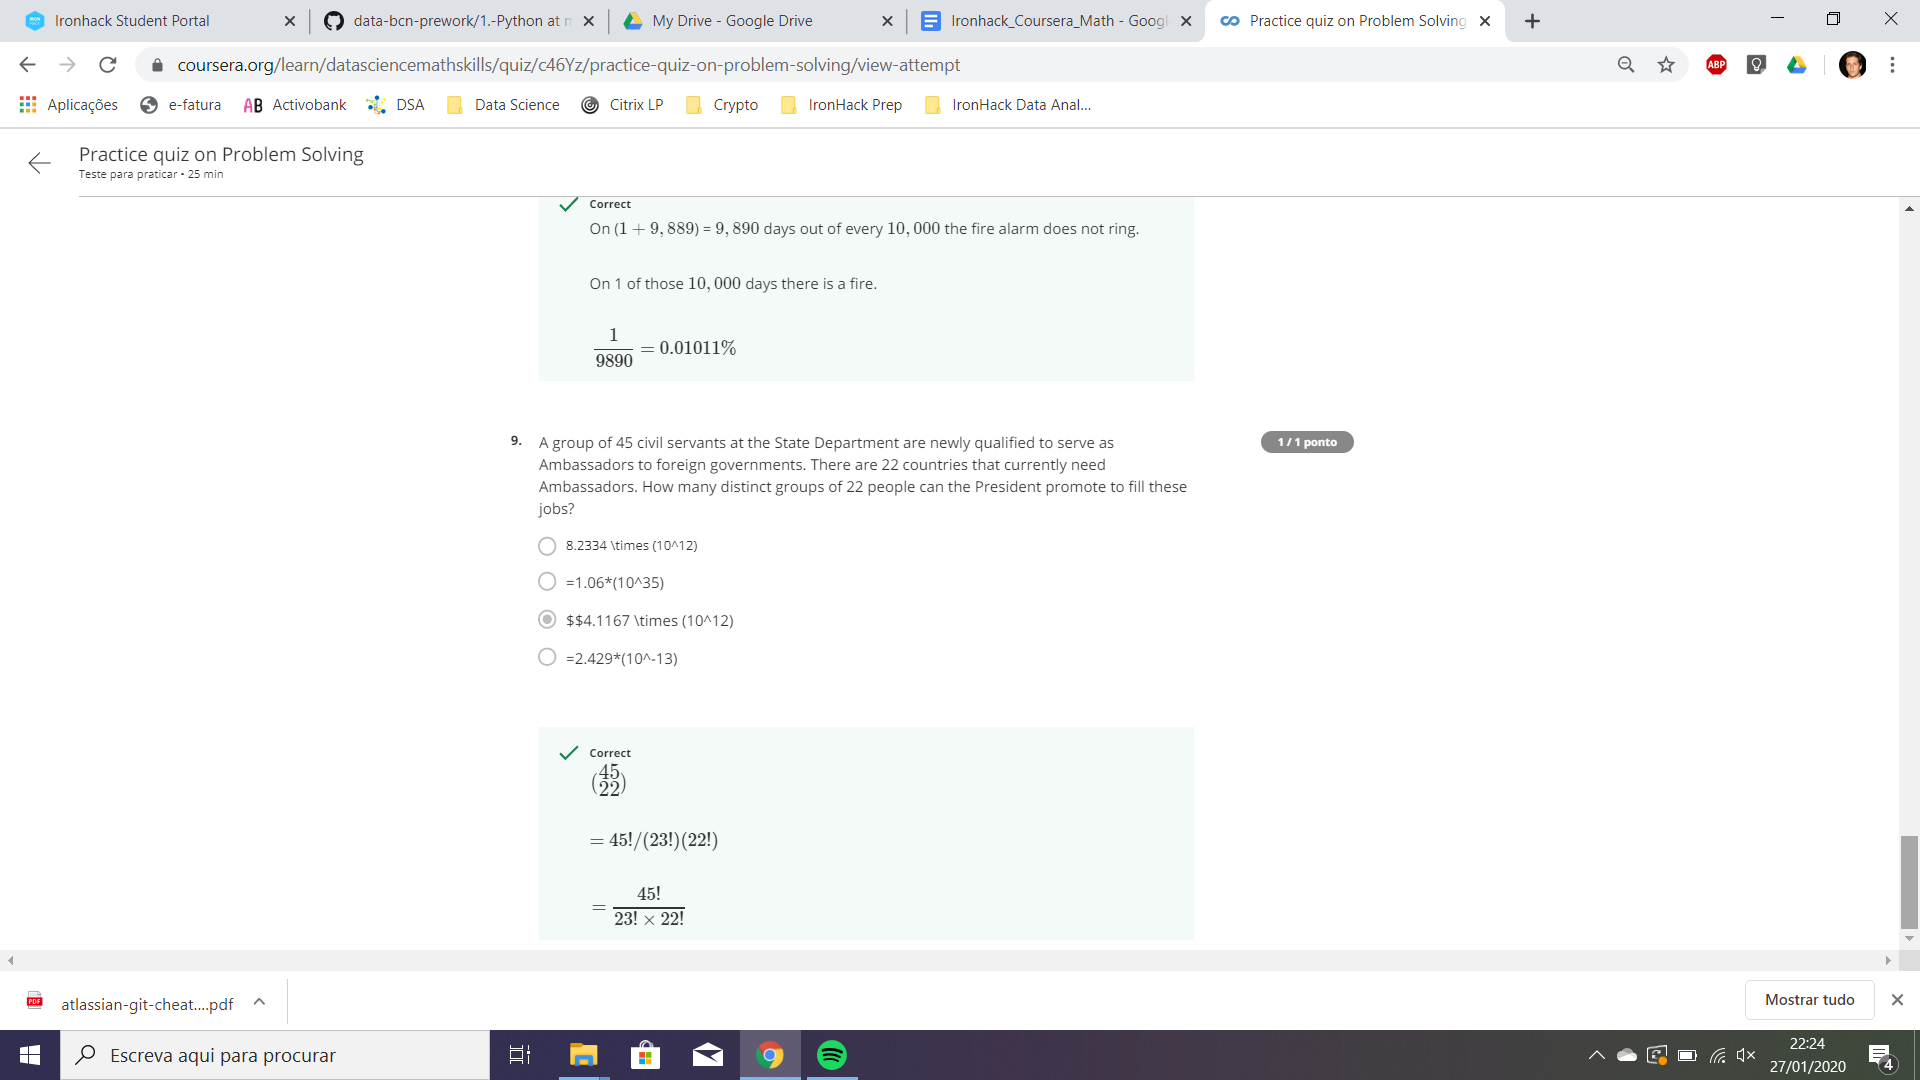 Ironhack Student Portal
data-bcn-prework/1.-Python at m
My Drive - Google Drive
Ironhack_Coursera_Math - Googl
Practice quiz on Problem Solving
coursera.org/learn/datasciencemathskills/quiz/c46Yz/practice-quiz-on-problem-solving/view-attempt
ABP
Aplicações
e-fatura
AB Activobank
DSA
Data Science
Citrix LP
Crypto
IronHack Prep
IronHack Data Anal...
Practice quiz on Problem Solving
Teste para praticar • 25 min
Correct
On (1 + 9, 889) = 9, 890 days out of every 10, 000 the fire alarm does not ring.
On 1 of those 10, 000 days there is a fire.
1
9890
= 0.01011%
9. A group of 45 civil servants at the State Department are newly qualified to serve as
Ambassadors to foreign governments. There are 22 countries that currently need
Ambassadors. How many distinct groups of 22 people can the President promote to fill these
jobs?
1 / 1 ponto
8.2334 \times (10^12)
=1.06*(10^35)
$$4.1167 \times (10^12)
=2.429*(10^-13)
Correct
(45
22)
= 45!/(23!)(22!)
45!
=
23! × 22!
PDF
atlassian-git-cheat....pdf
Mostrar tudo
Escreva aqui para procurar
22:24
27/01/2020
4